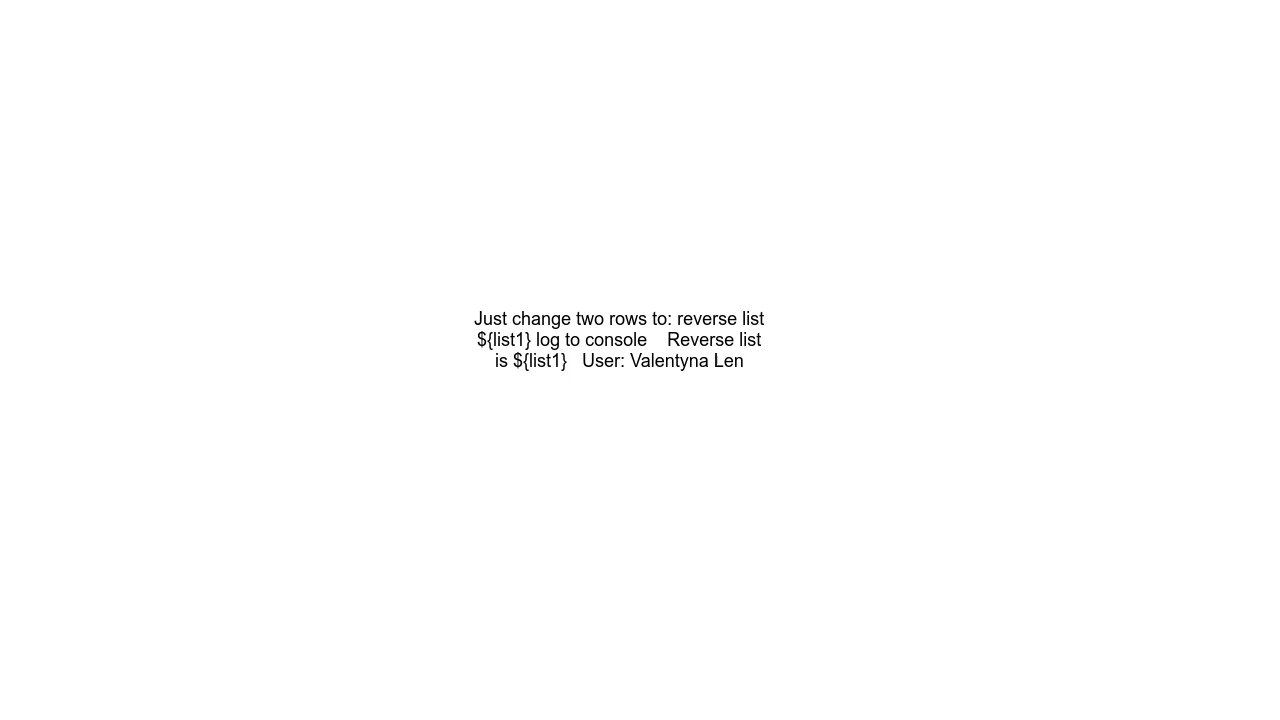 Just change two rows to: reverse list
${list1} log to console    Reverse list
is ${list1}   User: Valentyna Len